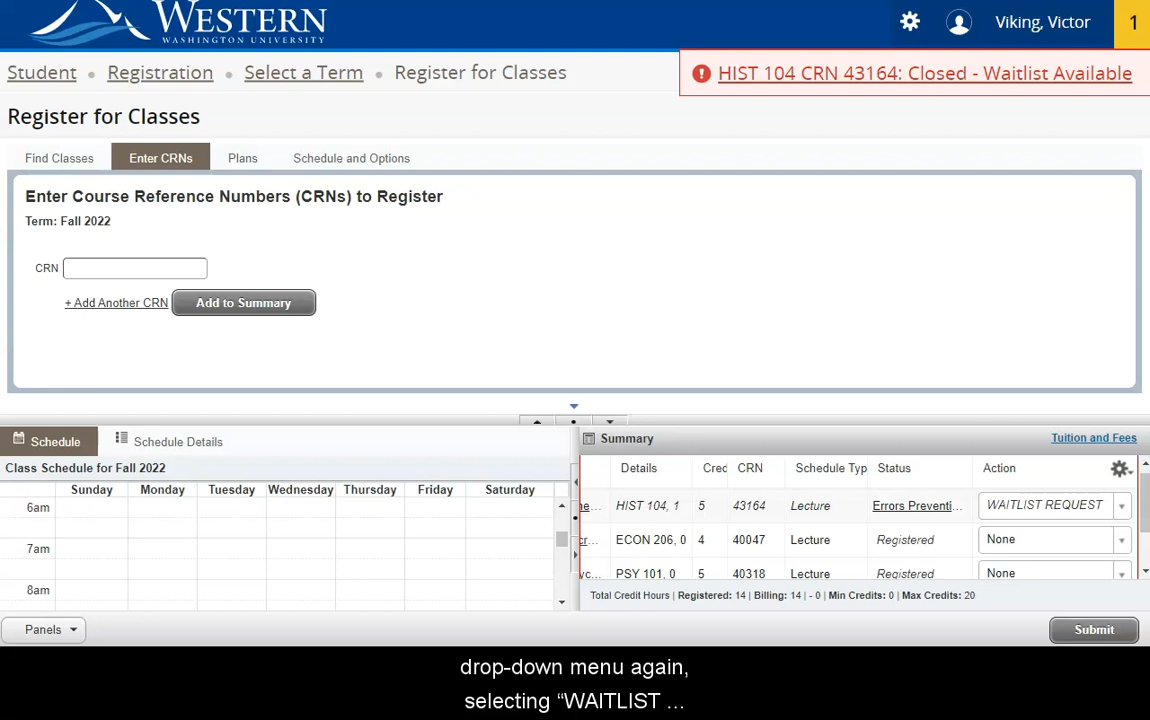 WESTERN
WASHINGTON UNIVERSITY
Viking, Victor
1
Student • Registration • Select a Term • Register for Classes
HIST 104 CRN 43164: Closed - Waitlist Available
Register for Classes
Find Classes Enter CRNs Plans Schedule and Options
Enter Course Reference Numbers (CRNs) to Register
Term: Fall 2022
CRN
+ Add Another CRN Add to Summary
Schedule Schedule Details
Class Schedule for Fall 2022
Sunday Monday Tuesday Wednesday Thursday Friday Saturday
6am
7am
8am
Summary Tuition and Fees
Details Cred CRN Schedule Typ Status Action
ne... HIST 104, 1 5 43164 Lecture Errors Preventi... WAITLIST REQUEST
cr... ECON 206, 0 4 40047 Lecture Registered None
yc... PSY 101, 0 5 40318 Lecture Registered None
Total Credit Hours | Registered: 14 | Billing: 14 | - 0 | Min Credits: 0 | Max Credits: 20
Panels Submit
drop-down menu again,
selecting “WAITLIST ...